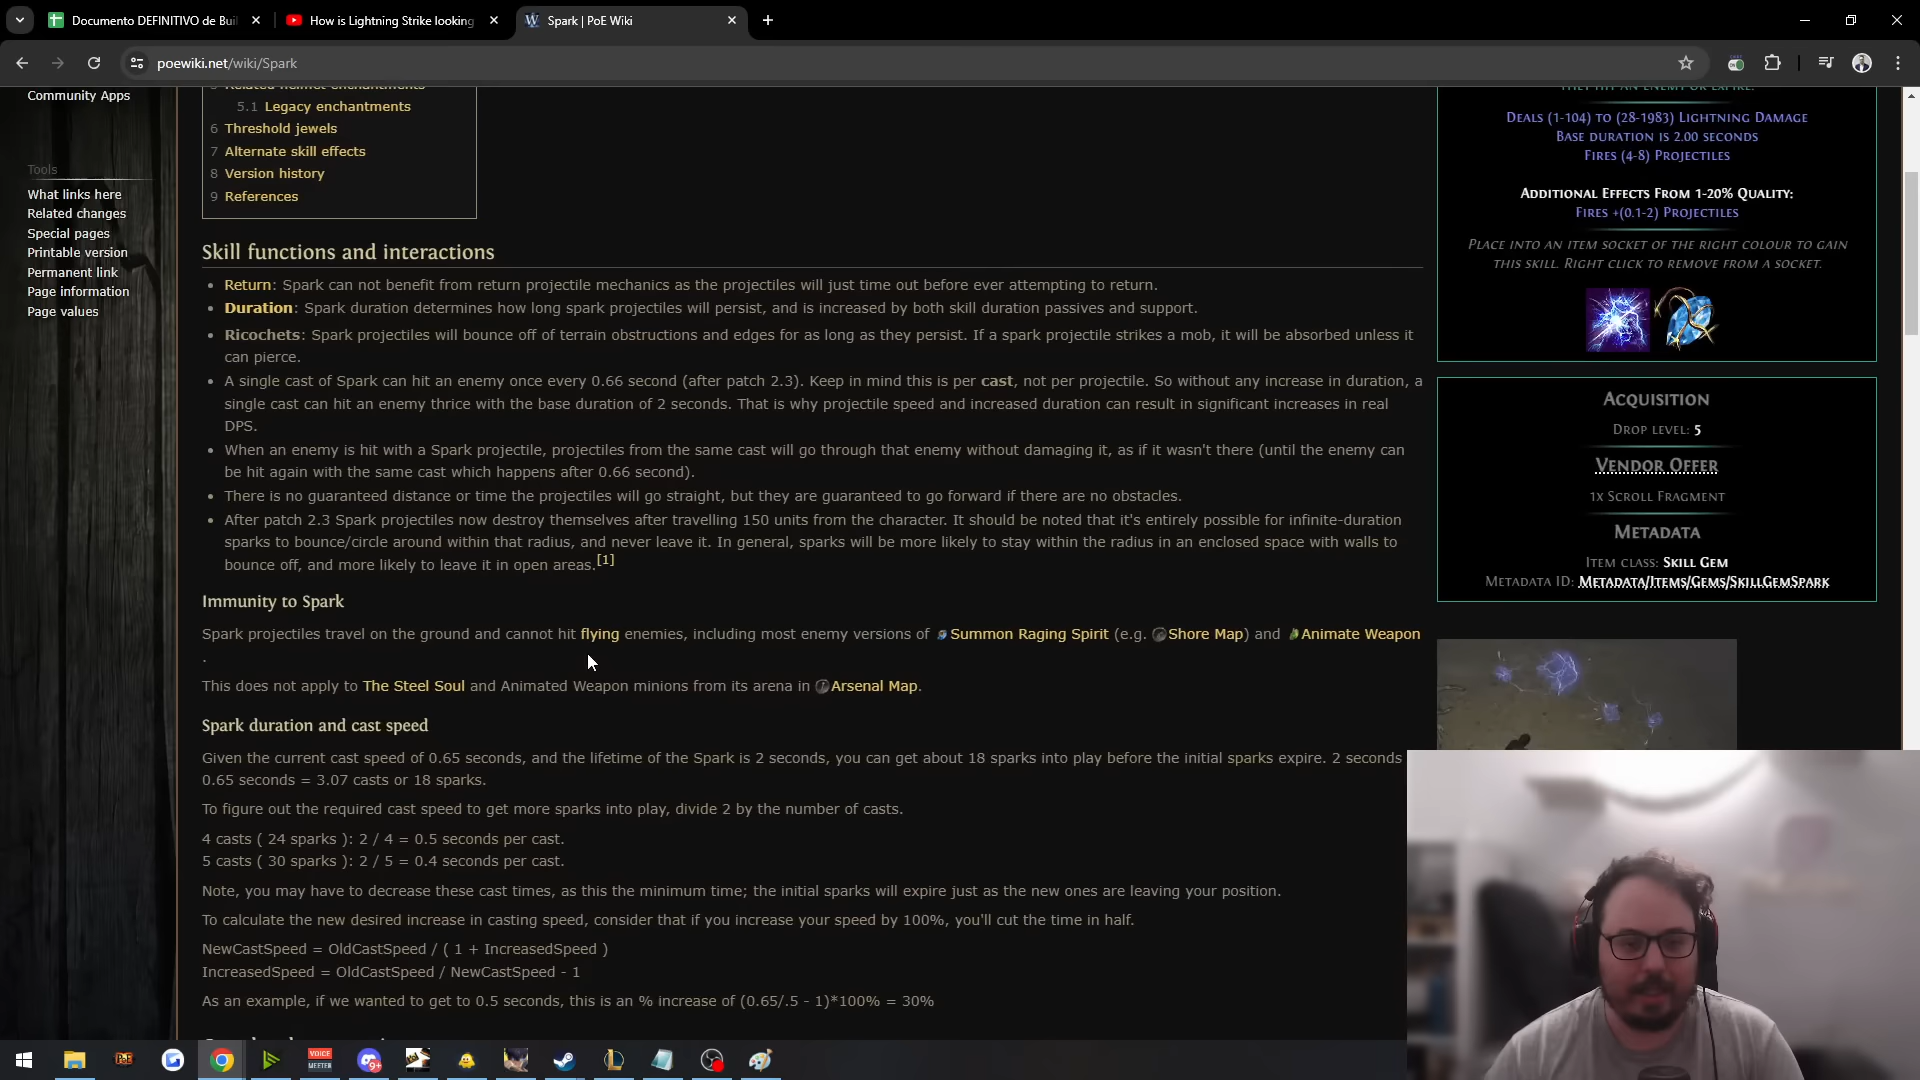 Documento DEFINITIVO de Buil
How is Lightning Strike looking
Spark | PoE Wiki
poewiki.net/wiki/Spark
Community Apps
Tools
What links here
Related changes
Special pages
Printable version
Permanent link
Page information
Page values
5 Related helmet enchantments
5.1 Legacy enchantments
6 Threshold jewels
7 Alternate skill effects
8 Version history
9 References
Skill functions and interactions
Return: Spark can not benefit from return projectile mechanics as the projectiles will just time out before ever attempting to return.
Duration: Spark duration determines how long spark projectiles will persist, and is increased by both skill duration passives and support.
Ricochets: Spark projectiles will bounce off of terrain obstructions and edges for as long as they persist. If a spark projectile strikes a mob, it will be absorbed unless it
can pierce.
A single cast of Spark can hit an enemy once every 0.66 second (after patch 2.3). Keep in mind this is per cast, not per projectile. So without any increase in duration, a
single cast can hit an enemy thrice with the base duration of 2 seconds. That is why projectile speed and increased duration can result in significant increases in real
DPS.
When an enemy is hit with a Spark projectile, projectiles from the same cast will go through that enemy without damaging it, as if it wasn't there (until the enemy can
be hit again with the same cast which happens after 0.66 second).
There is no guaranteed distance or time the projectiles will go straight, but they are guaranteed to go forward if there are no obstacles.
After patch 2.3 Spark projectiles now destroy themselves after travelling 150 units from the character. It should be noted that it's entirely possible for infinite-duration
sparks to bounce/circle around within that radius, and never leave it. In general, sparks will be more likely to stay within the radius in an enclosed space with walls to
bounce off, and more likely to leave it in open areas.[1]
Immunity to Spark
Spark projectiles travel on the ground and cannot hit flying enemies, including most enemy versions of Summon Raging Spirit (e.g. Shore Map) and Animate Weapon
.
This does not apply to The Steel Soul and Animated Weapon minions from its arena in Arsenal Map.
Spark duration and cast speed
Given the current cast speed of 0.65 seconds, and the lifetime of the Spark is 2 seconds, you can get about 18 sparks into play before the initial sparks expire. 2 seconds
0.65 seconds = 3.07 casts or 18 sparks.
To figure out the required cast speed to get more sparks into play, divide 2 by the number of casts.
4 casts ( 24 sparks ): 2 / 4 = 0.5 seconds per cast.
5 casts ( 30 sparks ): 2 / 5 = 0.4 seconds per cast.
Note, you may have to decrease these cast times, as this the minimum time; the initial sparks will expire just as the new ones are leaving your position.
To calculate the new desired increase in casting speed, consider that if you increase your speed by 100%, you'll cut the time in half.
NewCastSpeed = OldCastSpeed / ( 1 + IncreasedSpeed )
IncreasedSpeed = OldCastSpeed / NewCastSpeed - 1
As an example, if we wanted to get to 0.5 seconds, this is an % increase of (0.65/.5 - 1)*100% = 30%
THEY HIT AN ENEMY OR EXPIRE.
DEALS (1-104) TO (28-1983) LIGHTNING DAMAGE
BASE DURATION IS 2.00 SECONDS
FIRES (4-8) PROJECTILES
ADDITIONAL EFFECTS FROM 1-20% QUALITY:
FIRES +(0.1-2) PROJECTILES
PLACE INTO AN ITEM SOCKET OF THE RIGHT COLOUR TO GAIN
THIS SKILL. RIGHT CLICK TO REMOVE FROM A SOCKET.
ACQUISITION
DROP LEVEL: 5
VENDOR OFFER
1X SCROLL FRAGMENT
METADATA
ITEM CLASS: SKILL GEM
METADATA ID: METADATA/ITEMS/GEMS/SKILLGEMSPARK
PoE
VOICE
MEETER
9+